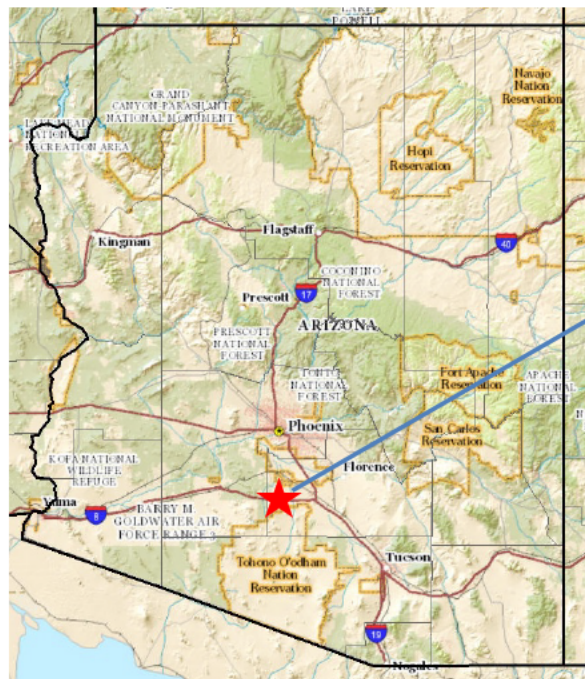 LAKE
POWELL
GRAND
CANYON-PARASHANT
NATIONAL MONUMENT
LAKE MEAD
NATIONAL
RECREATION AREA
Navajo
Nation
Reservation
Hopi
Reservation
Flagstaff
Kingman
40
COCONINO
NATIONAL
FOREST
17
Prescott
ARIZONA
PRESCOTT
NATIONAL
FOREST
TONTO
NATIONAL
FOREST
Fort Apache
Reservation
APACHE
NATIONAL
FOREST
N
Phoenix
San Carlos
Reservation
KOFA NATIONAL
WILDLIFE
REFUGE
Florence
Yuma
8
BARRY M.
GOLDWATER AIR
FORCE RANGE
Tohono O'odham
Nation
Reservation
Tucson
19
Nogales